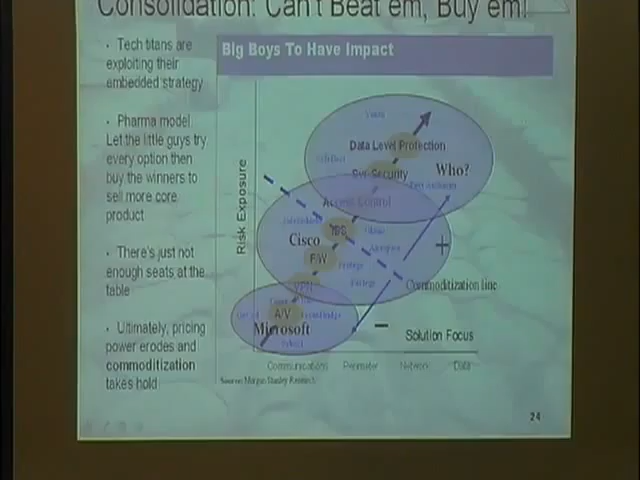 Consolidation: Can't Beat em, Buy em!
• Tech titans are
exploiting their
embedded strategy
• Pharma model
Let the little guys try
every option then
buy the winners to
sell more core
product
• There's just not
enough seats at the
table
• Ultimately, pricing
power erodes and
commoditization
takes hold
Big Boys To Have Impact
Risk Exposure
Data Level Protection
Svr Security
Who?
Access Control
IDS
Cisco
F/W
+
VPN
Commoditization line
A/V
Microsoft
−
Solution Focus
Communications
Perimeter
Network
Data
Source: Morgan Stanley Research
24